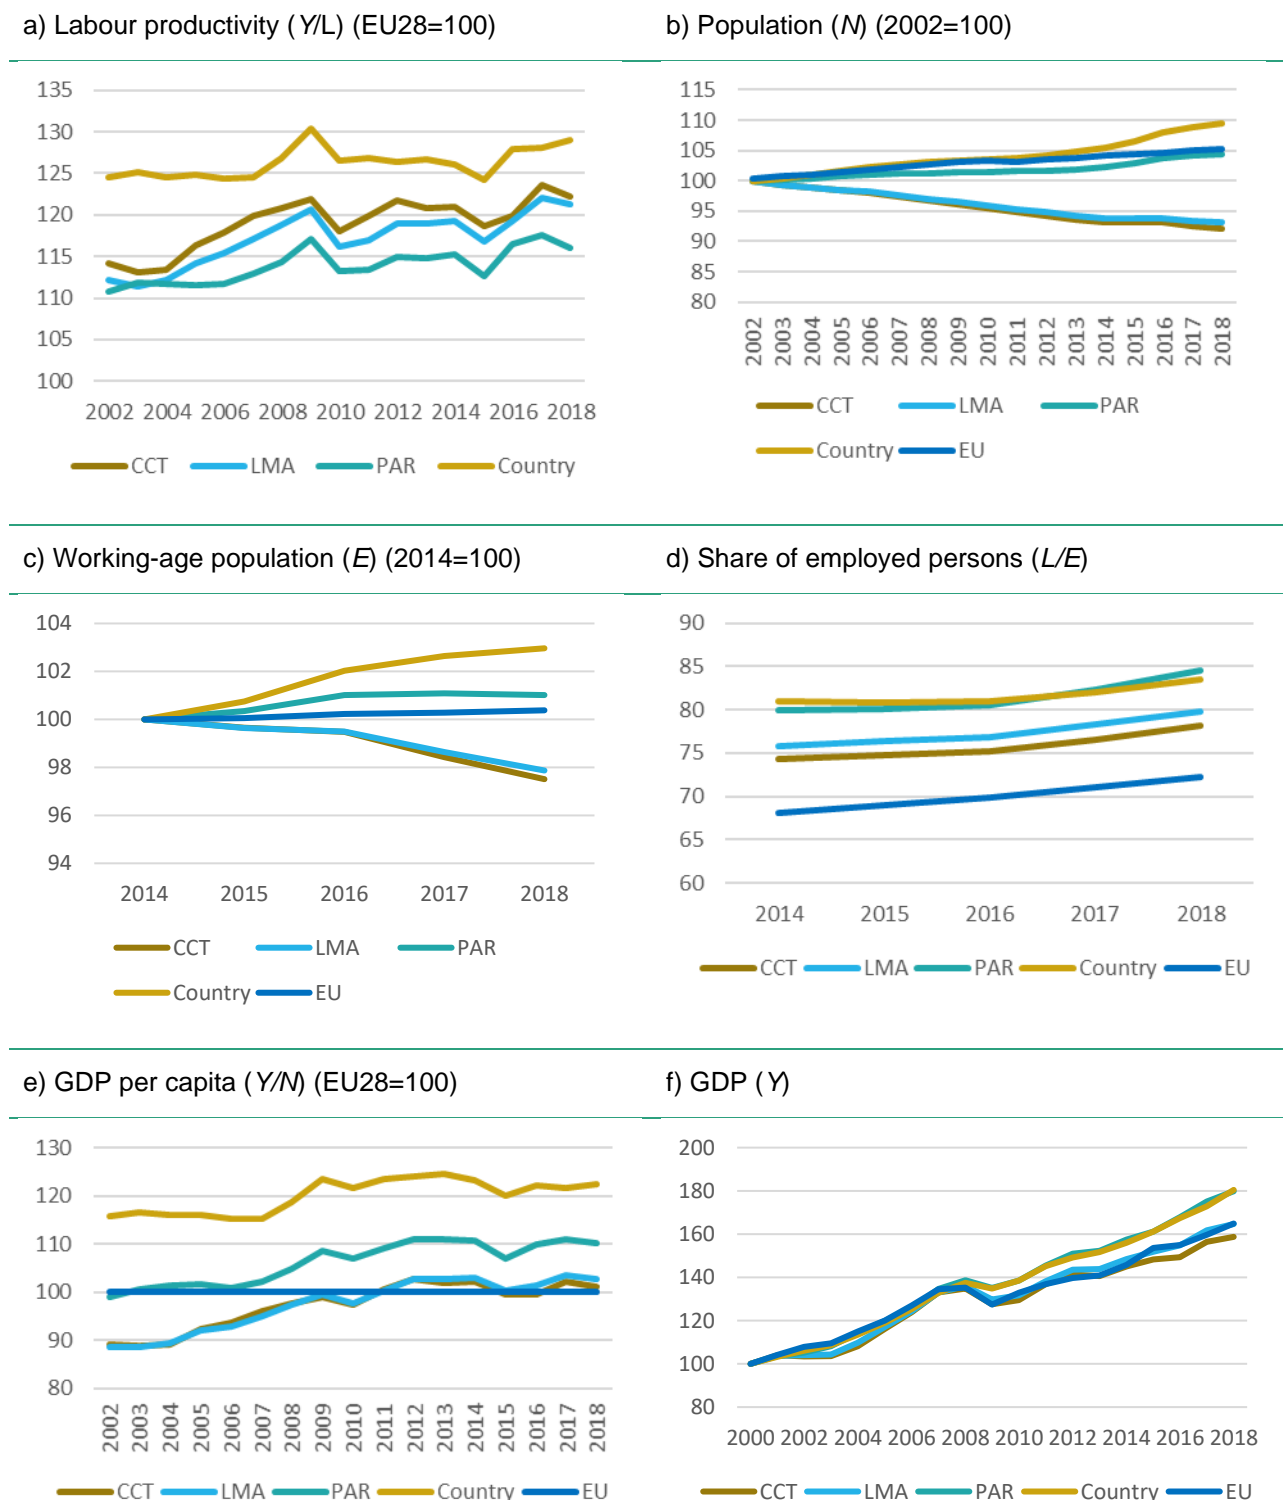 a) Labour productivity (Y/L) (EU28=100)
b) Population (N) (2002=100)
135
130
125
120
115
110
105
100
2002 2004 2006 2008 2010 2012 2014 2016 2018
CCT LMA PAR Country
115
110
105
100
95
90
85
80
2002 2003 2004 2005 2006 2007 2008 2009 2010 2011 2012 2013 2014 2015 2016 2017 2018
CCT LMA PAR
Country EU
c) Working-age population (E) (2014=100)
d) Share of employed persons (L/E)
104
102
100
98
96
94
2014 2015 2016 2017 2018
CCT LMA PAR
Country EU
90
85
80
75
70
65
60
2014 2015 2016 2017 2018
CCT LMA PAR Country EU
e) GDP per capita (Y/N) (EU28=100)
f) GDP (Y)
130
120
110
100
90
80
2002 2003 2004 2005 2006 2007 2008 2009 2010 2011 2012 2013 2014 2015 2016 2017 2018
CCT LMA PAR Country EU
200
180
160
140
120
100
80
2000 2002 2004 2006 2008 2010 2012 2014 2016 2018
CCT LMA PAR Country EU